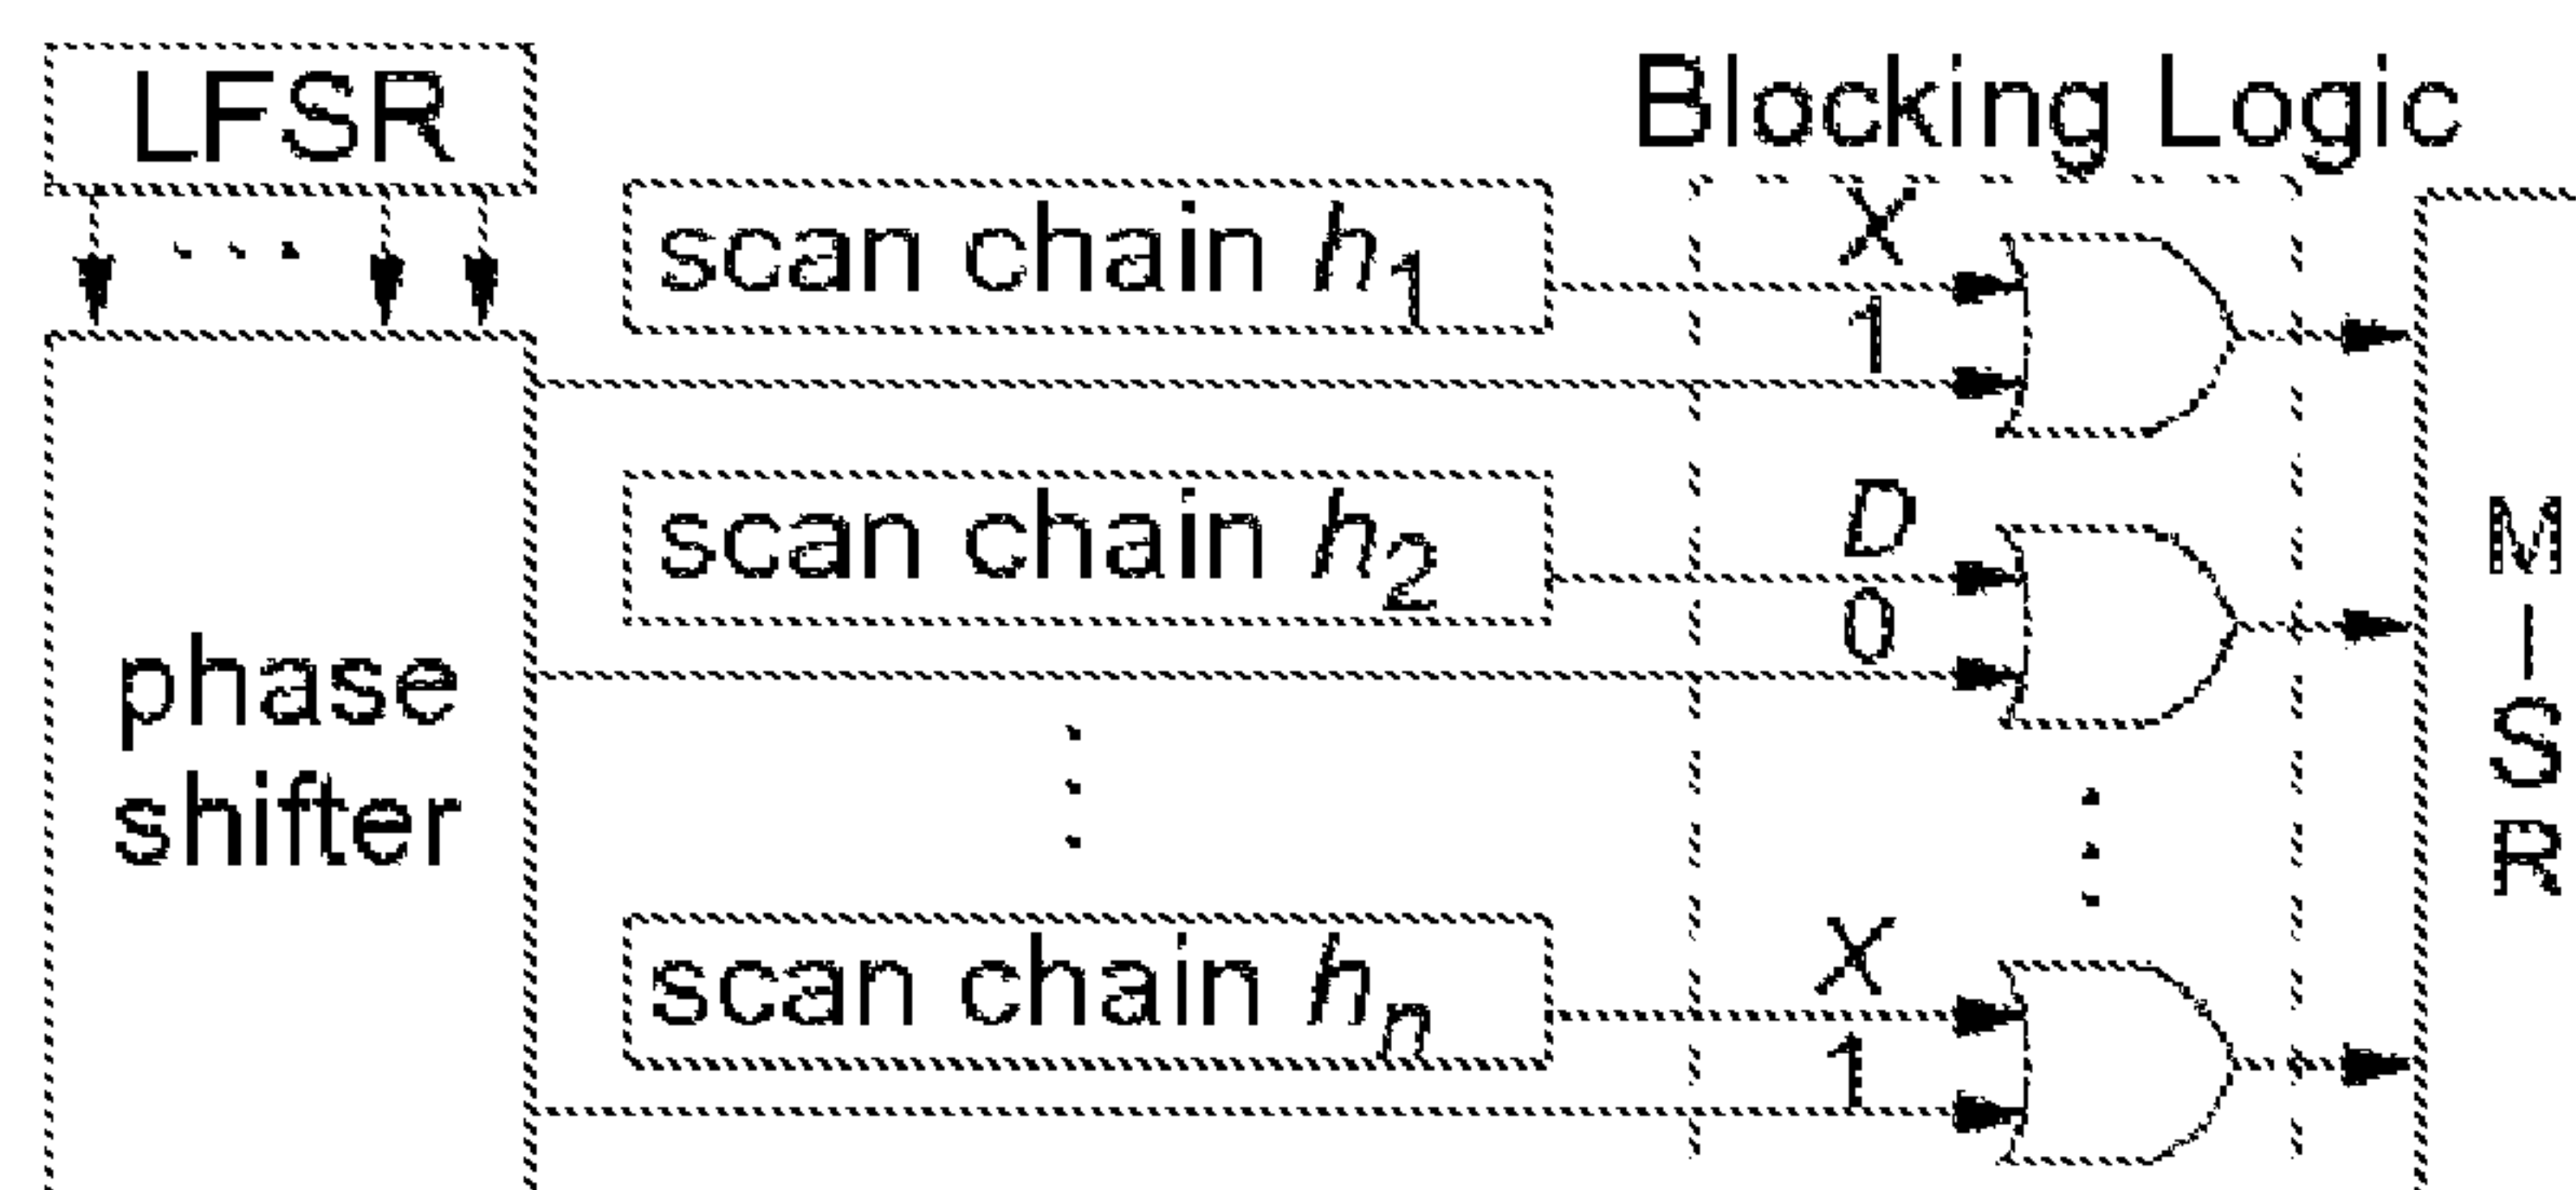 LFSR
Blocking Logic
scan chain h1
X
1
scan chain h2
D
0
phase
shifter
scan chain hn
X
1
M
I
S
R